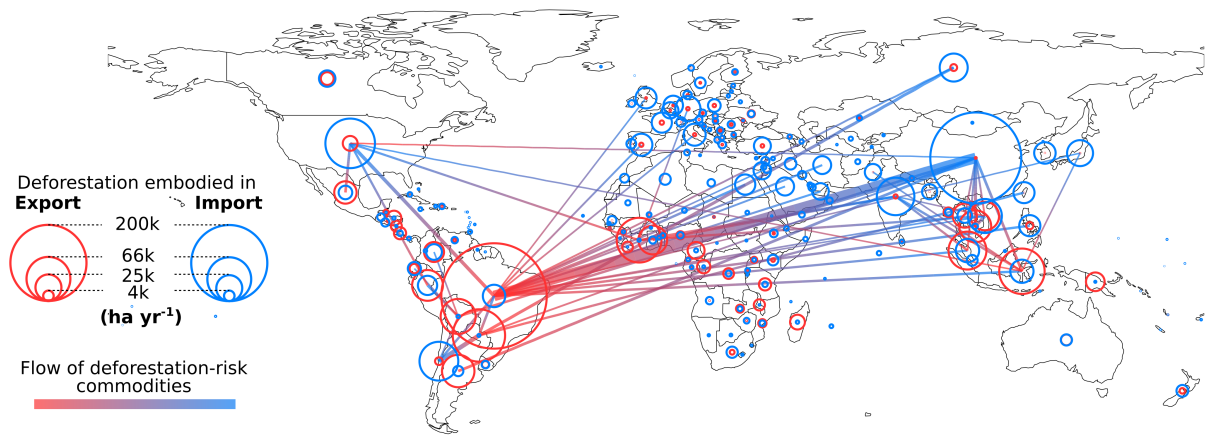 Deforestation embodied in
Export Import
200k
66k
25k
4k
(ha yr-1)
Flow of deforestation-risk
commodities